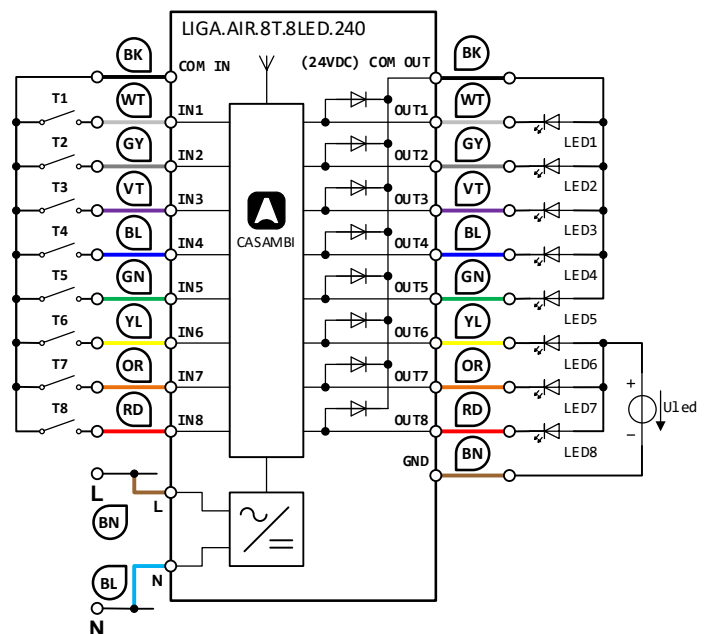 LIGA.AIR.8T.8LED.240
BK
COM IN
(24VDC) COM OUT
BK
T1
WT
IN1
OUT1
WT
LED1
T2
GY
IN2
OUT2
GY
LED2
T3
VT
IN3
OUT3
VT
LED3
T4
BL
IN4
CASAMBI
OUT4
BL
LED4
T5
GN
IN5
OUT5
GN
LED5
T6
YL
IN6
OUT6
YL
LED6
T7
OR
IN7
OUT7
OR
LED7
+
Uled
−
T8
RD
IN8
OUT8
RD
LED8
GND
BN
L
L
BN
BL
N
N